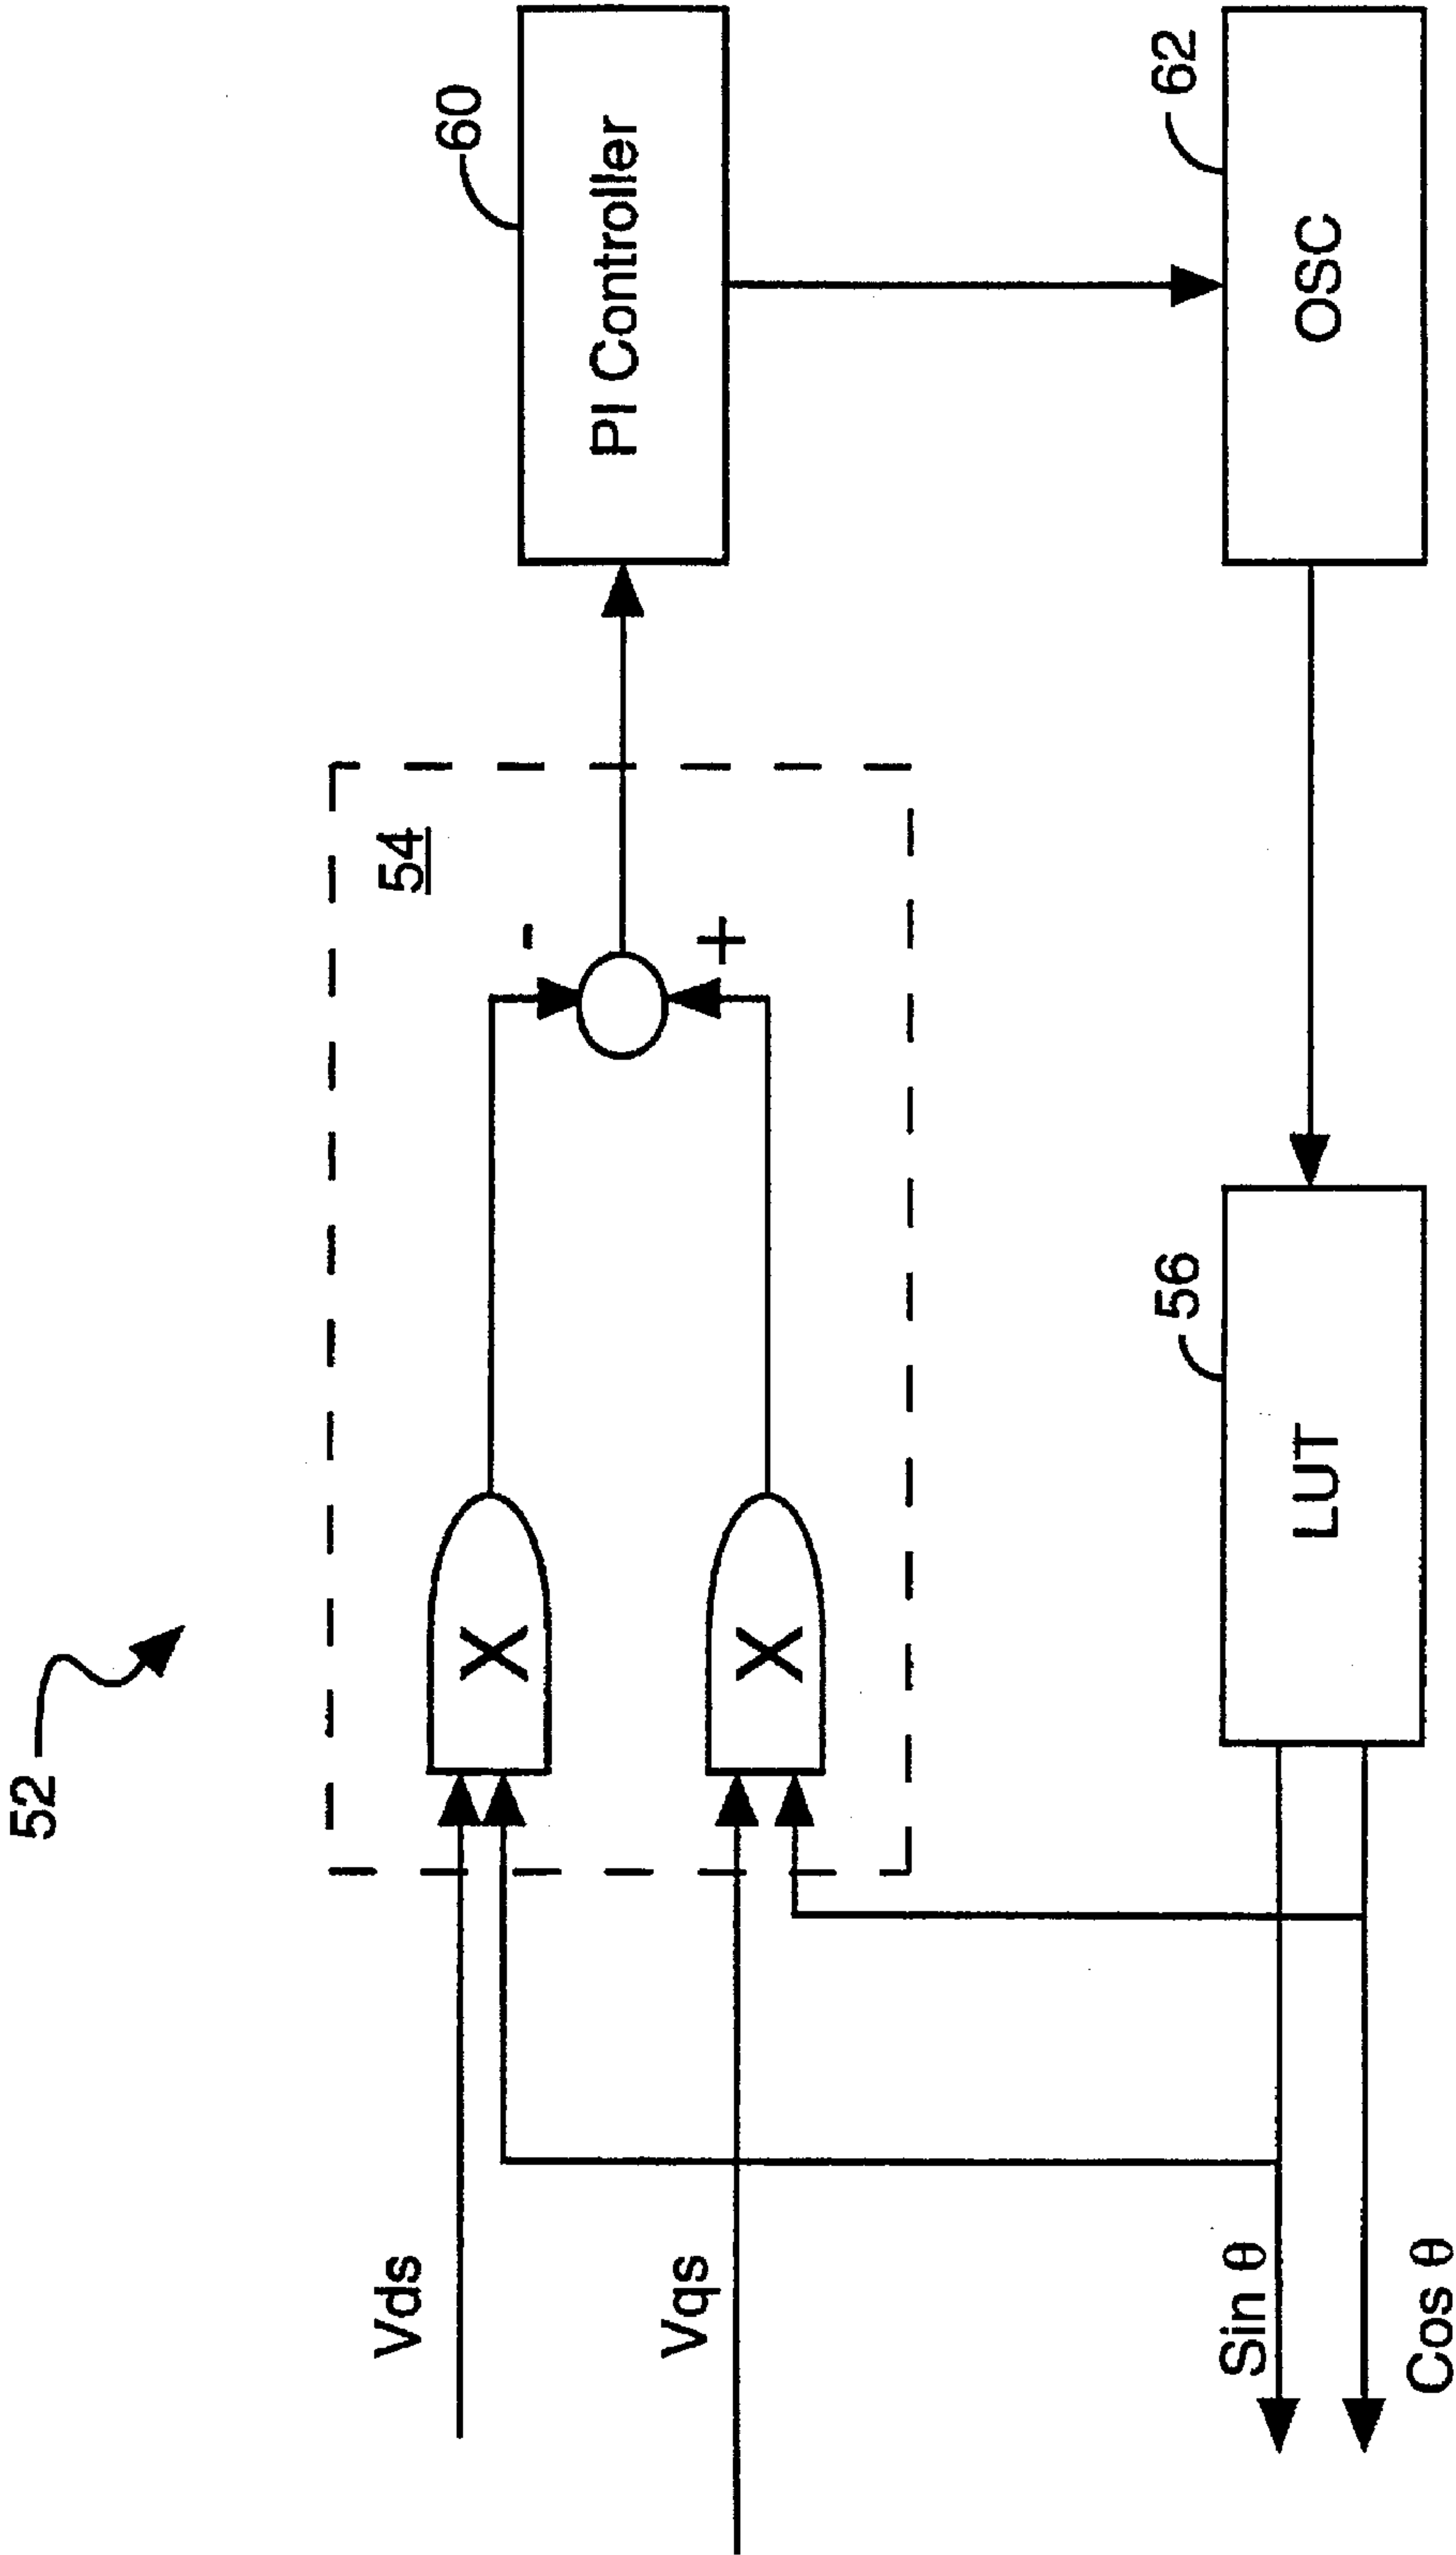 52
60
PI Controller
54
-
+
X
X
Vds
Vqs
62
OSC
56
LUT
Sin θ
Cos θ